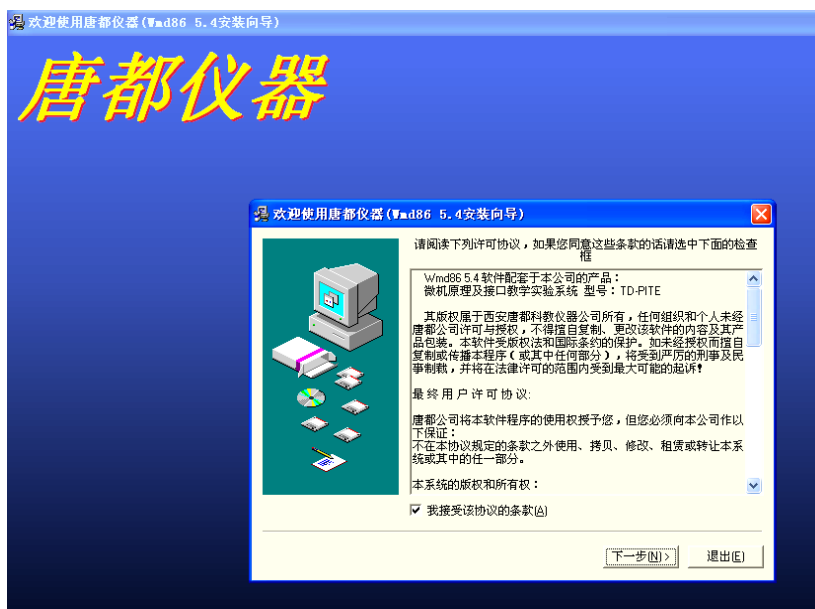 欢迎使用唐都仪器(Wmd86 5.4安装向导)
唐都仪器
欢迎使用唐都仪器(Wmd86 5.4安装向导)
请阅读下列许可协议，如果您同意这些条款的话请选中下面的检查
框
Wmd86 5.4 软件配套于本公司的产品：
微机原理及接口教学实验系统 型号：TD-PITE
其版权属于西安唐都科教仪器公司所有，任何组织和个人未经
唐都公司许可与授权，不得擅自复制、更改该软件的内容及其产
品包装。本软件受版权法和国际条约的保护。如未经授权而擅自
复制或传播本程序（或其中任何部分），将受到严厉的刑事及民
事制裁，并将在法律许可的范围内受到最大可能的起诉！
最 终 用 户 许 可 协 议:
唐都公司将本软件程序的使用权授予您，但您必须向本公司作以
下保证：
不在本协议规定的条款之外使用、拷贝、修改、租赁或转让本系
统或其中的任一部分。
本系统的版权和所有权：
我接受该协议的条款(A)
下一步(N)>
退出(E)